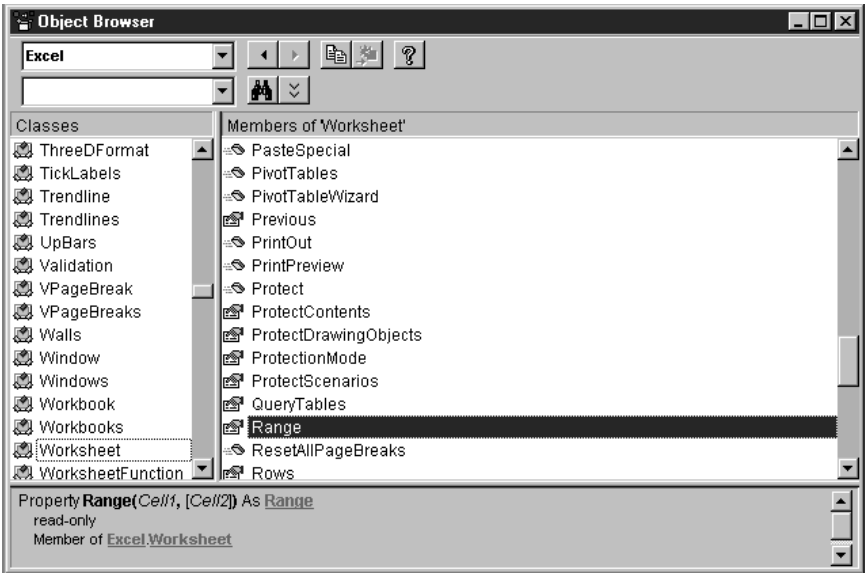 Object Browser
Excel
Classes
Members of 'Worksheet'
ThreeDFormat
TickLabels
Trendline
Trendlines
UpBars
Validation
VPageBreak
VPageBreaks
Walls
Window
Windows
Workbook
Workbooks
Worksheet
WorksheetFunction
PasteSpecial
PivotTables
PivotTableWizard
Previous
PrintOut
PrintPreview
Protect
ProtectContents
ProtectDrawingObjects
ProtectionMode
ProtectScenarios
QueryTables
Range
ResetAllPageBreaks
Rows
Property Range(Cell1, [Cell2]) As Range
read-only
Member of Excel.Worksheet